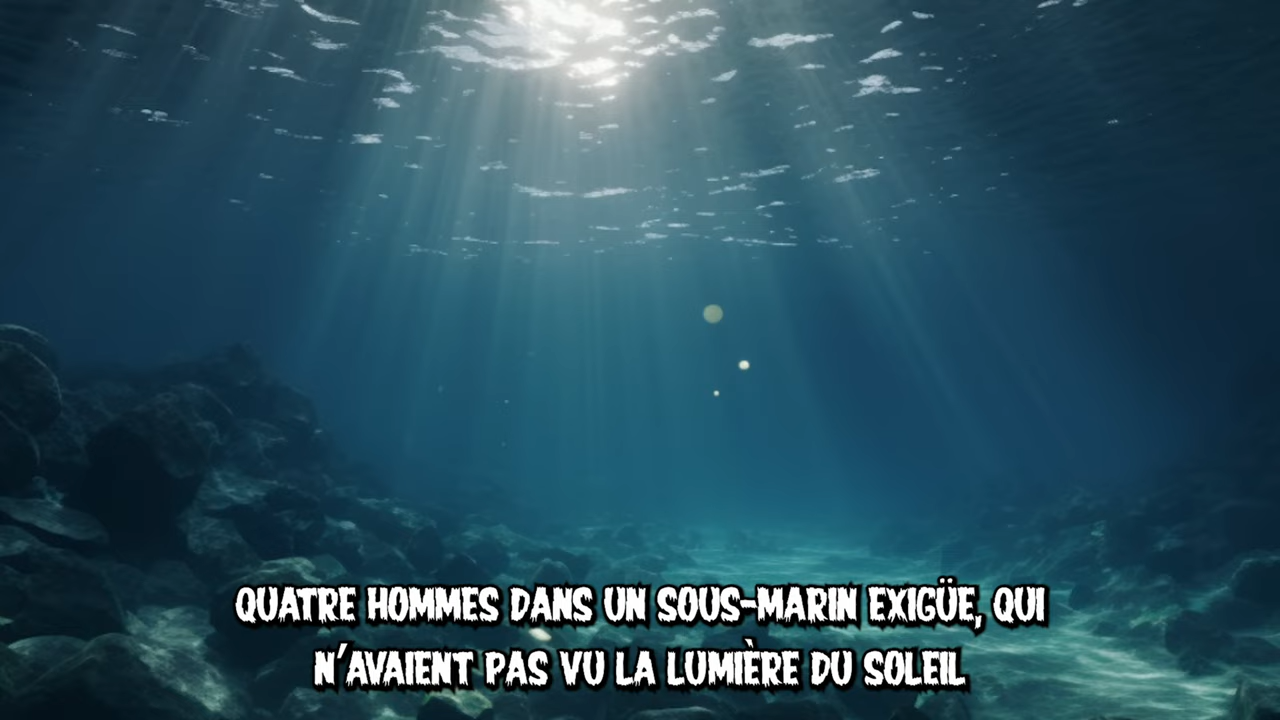 QUATRE HOMMES DANS UN SOUS-MARIN EXIGÜE, QUI
N'AVAIENT PAS VU LA LUMIÈRE DU SOLEIL